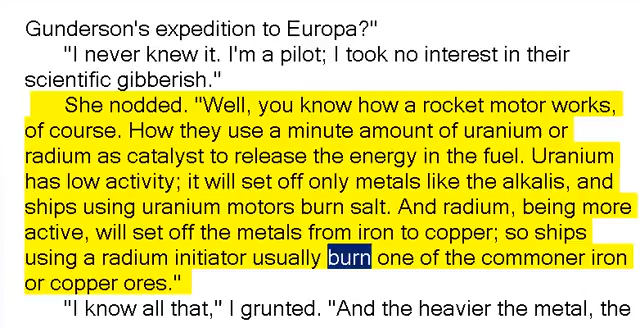 Gunderson's expedition to Europa?"
"I never knew it. I'm a pilot; I took no interest in their
scientific gibberish."
She nodded. "Well, you know how a rocket motor works,
of course. How they use a minute amount of uranium or
radium as catalyst to release the energy in the fuel. Uranium
has low activity; it will set off only metals like the alkalis, and
ships using uranium motors burn salt. And radium, being more
active, will set off the metals from iron to copper; so ships
using a radium initiator usually burn one of the commoner iron
or copper ores."
"I know all that," I grunted. "And the heavier the metal, the